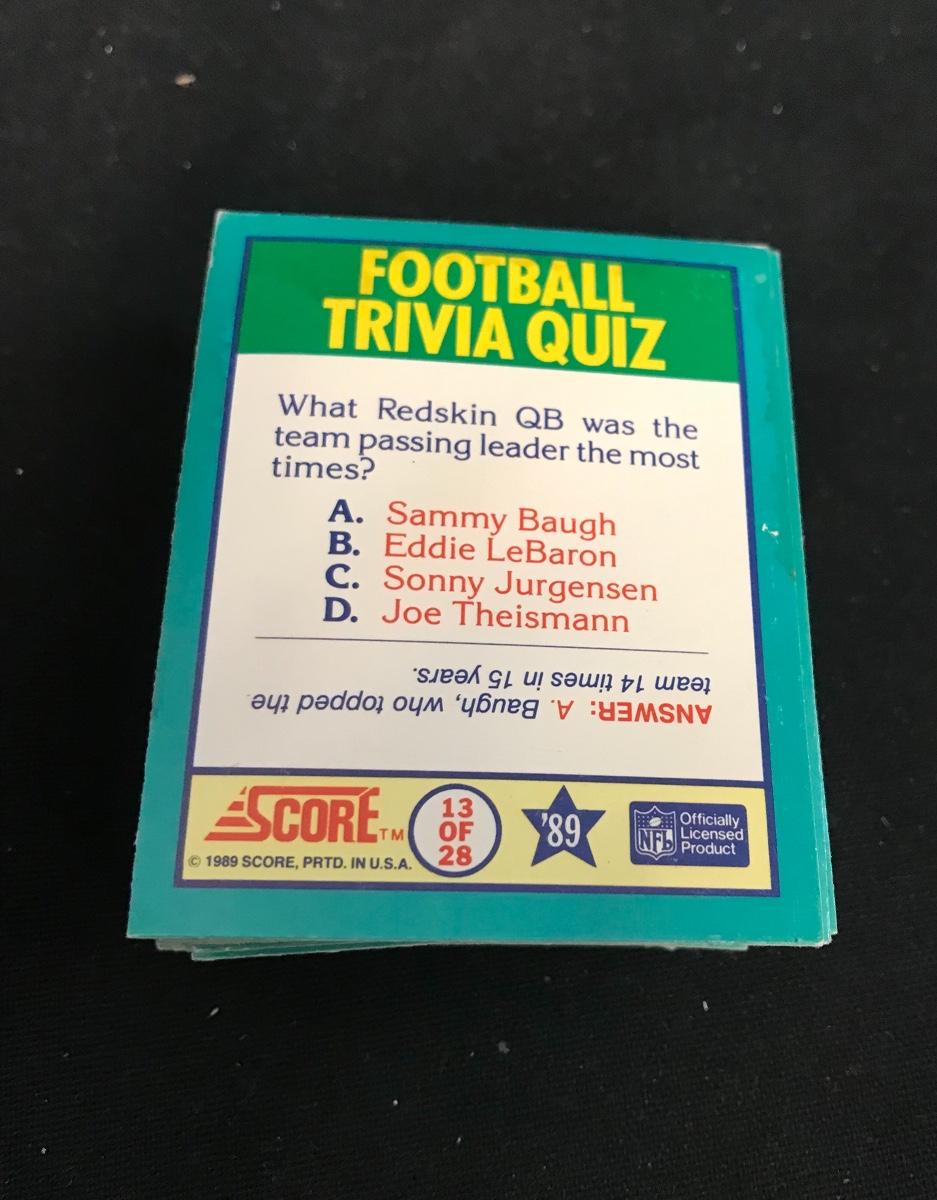 FOOTBALL
TRIVIA QUIZ
What Redskin QB was the
team passing leader the most
times?
A. Sammy Baugh
B. Eddie LeBaron
C. Sonny Jurgensen
D. Joe Theismann
ANSWER: A. Baugh, who topped the
team 14 times in 15 years.
SCORE TM
© 1989 SCORE, PRTD. IN U.S.A.
13
OF
28
'89
NFL
Officially
Licensed
Product